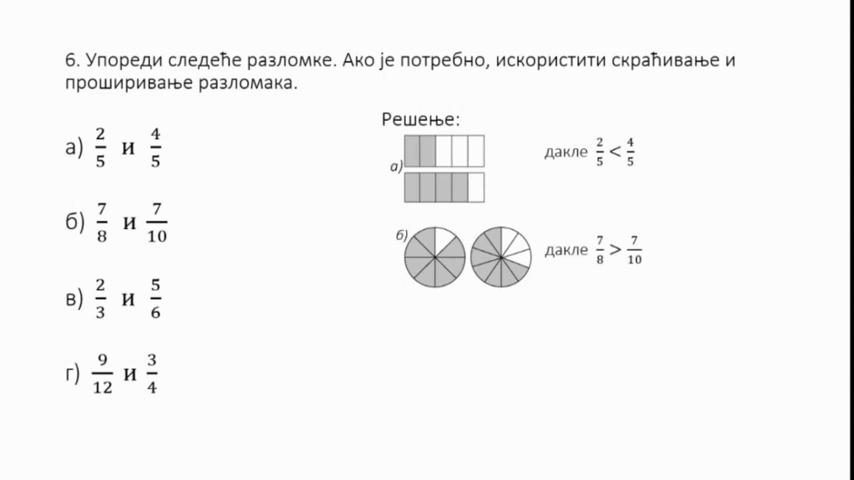 6. Упореди следеће разломке. Ако је потребно, искористити скраћивање и
проширивање разломака.
а) 2/5 и 4/5
б) 7/8 и 7/10
в) 2/3 и 5/6
г) 9/12 и 3/4
Решење:
а)
дакле 2/5 < 4/5
б)
дакле 7/8 > 7/10